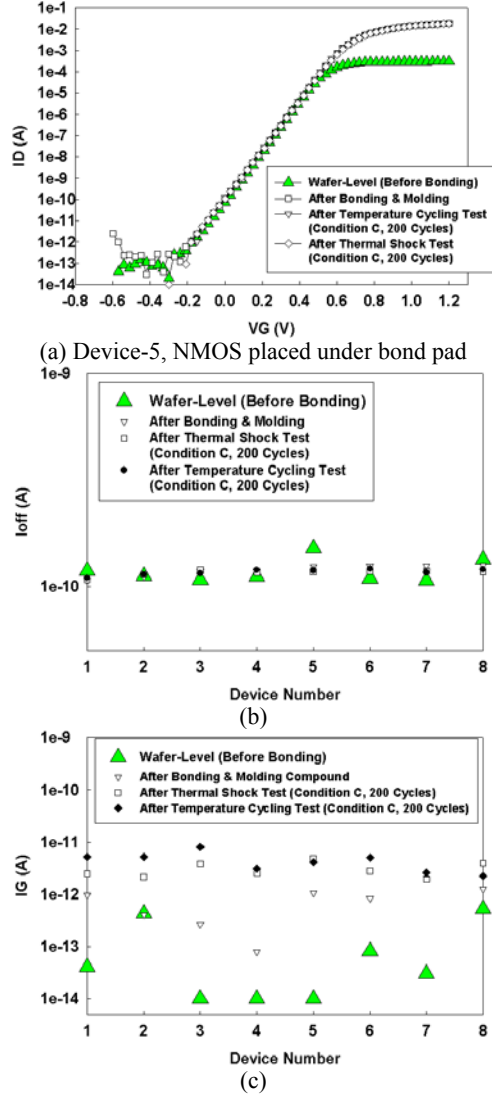 1e-1
1e-2
1e-3
1e-4
1e-5
1e-6
1e-7
1e-8
1e-9
1e-10
1e-11
1e-12
1e-13
1e-14
ID (A)
Wafer-Level (Before Bonding)
After Bonding & Molding
After Temperature Cycling Test
(Condition C, 200 Cycles)
After Thermal Shock Test
(Condition C, 200 Cycles)
-0.8 -0.6 -0.4 -0.2 0.0 0.2 0.4 0.6 0.8 1.0 1.2 1.4
VG (V)
(a) Device-5, NMOS placed under bond pad
1e-9
1e-10
Ioff (A)
Wafer-Level (Before Bonding)
After Bonding & Molding
After Thermal Shock Test
(Condition C, 200 Cycles)
After Temperature Cycling Test
(Condition C, 200 Cycles)
1 2 3 4 5 6 7 8
Device Number
(b)
1e-9
1e-10
1e-11
1e-12
1e-13
1e-14
IG (A)
Wafer-Level (Before Bonding)
After Bonding & Molding Compound
After Thermal Shock Test (Condition C, 200 Cycles)
After Temperature Cycling Test (Condition C, 200 Cycles)
1 2 3 4 5 6 7 8
Device Number
(c)